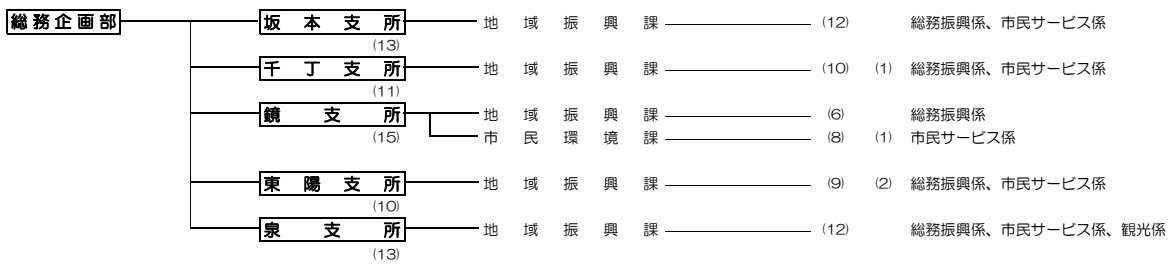 総務企画部 坂本支所 地域振興課 (12) 総務振興係、市民サービス係
(13)
千丁支所 地域振興課 (10) (1) 総務振興係、市民サービス係
(11)
鏡支所 地域振興課 (6) 総務振興係
(15) 市民環境課 (8) (1) 市民サービス係
東陽支所 地域振興課 (9) (2) 総務振興係、市民サービス係
(10)
泉支所 地域振興課 (12) 総務振興係、市民サービス係、観光係
(13)